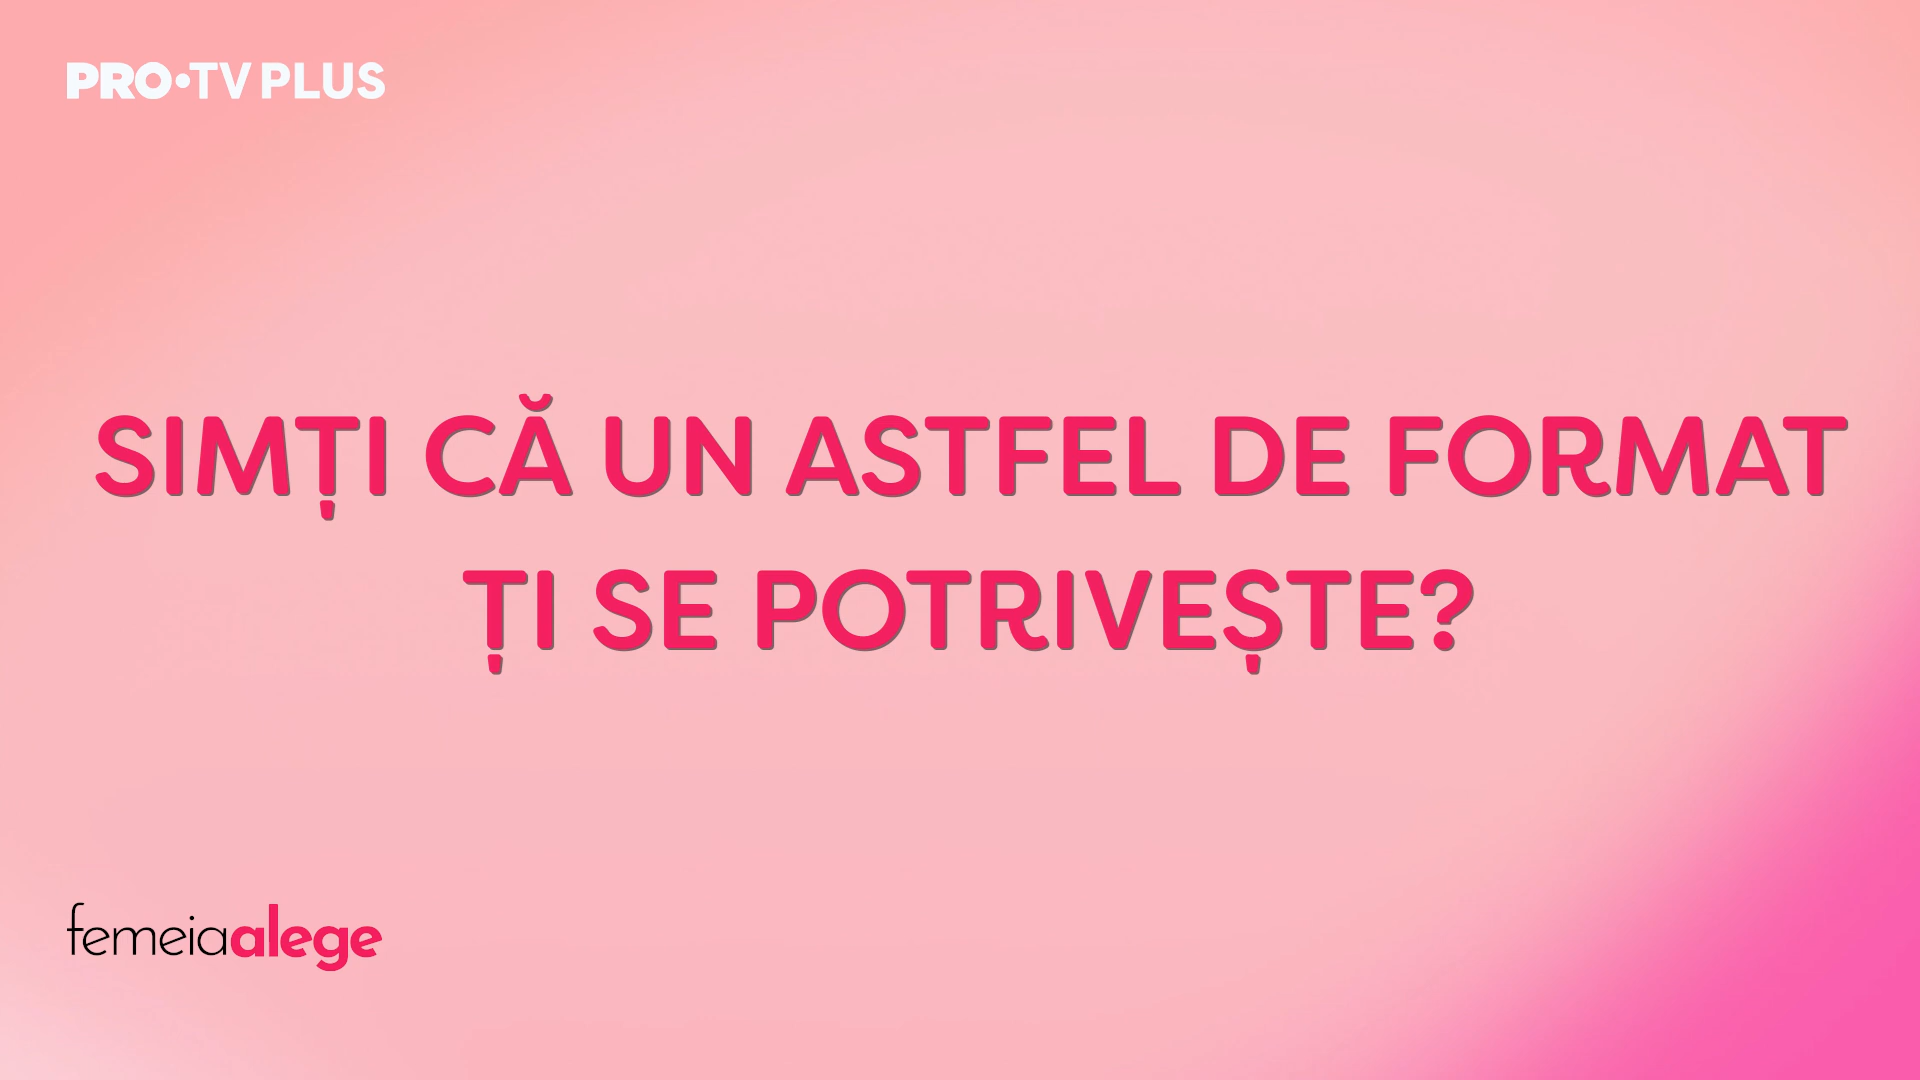 PRO•TV PLUS
SIMȚI CĂ UN ASTFEL DE FORMAT
ȚI SE POTRIVEȘTE?
femeiaalege